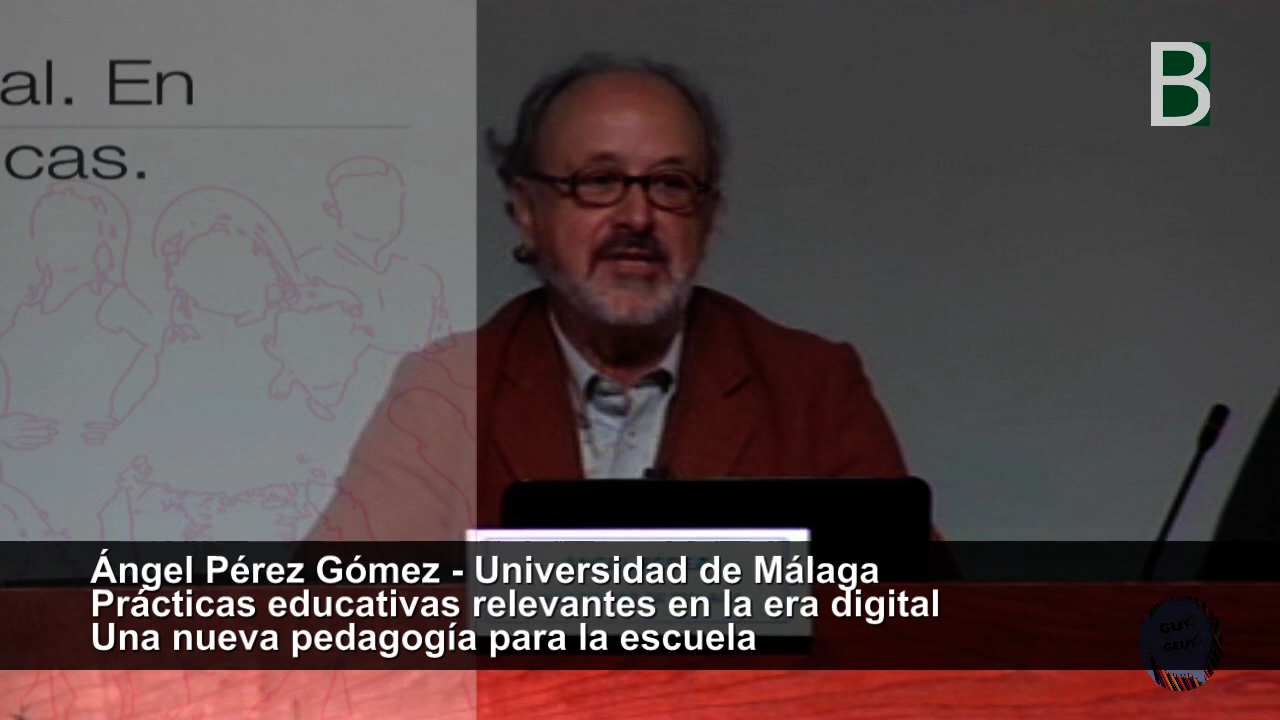 al. En
cas.
B
Ángel Pérez Gómez - Universidad de Málaga
Prácticas educativas relevantes en la era digital
Una nueva pedagogía para la escuela